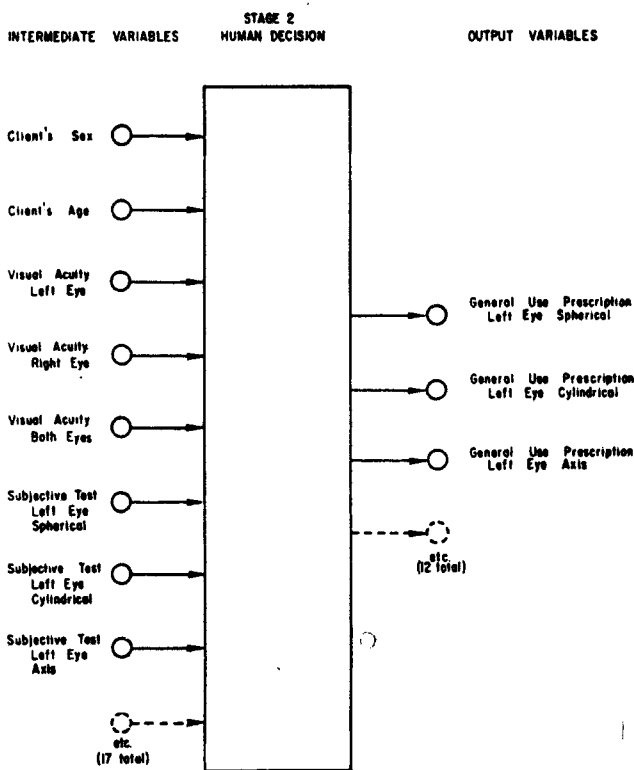 STAGE 2
INTERMEDIATE VARIABLES
HUMAN DECISION
OUTPUT VARIABLES
Client's Sex
Client's Age
Visual Acuity
Left Eye
Visual Acuity
Right Eye
Visual Acuity
Both Eyes
Subjective Test
Left Eye
Spherical
Subjective Test
Left Eye
Cylindrical
Subjective Test
Left Eye
Axis
etc.
(17 total)
General Use Prescription
Left Eye Spherical
General Use Prescription
Left Eye Cylindrical
General Use Prescription
Left Eye Axis
etc.
(12 total)